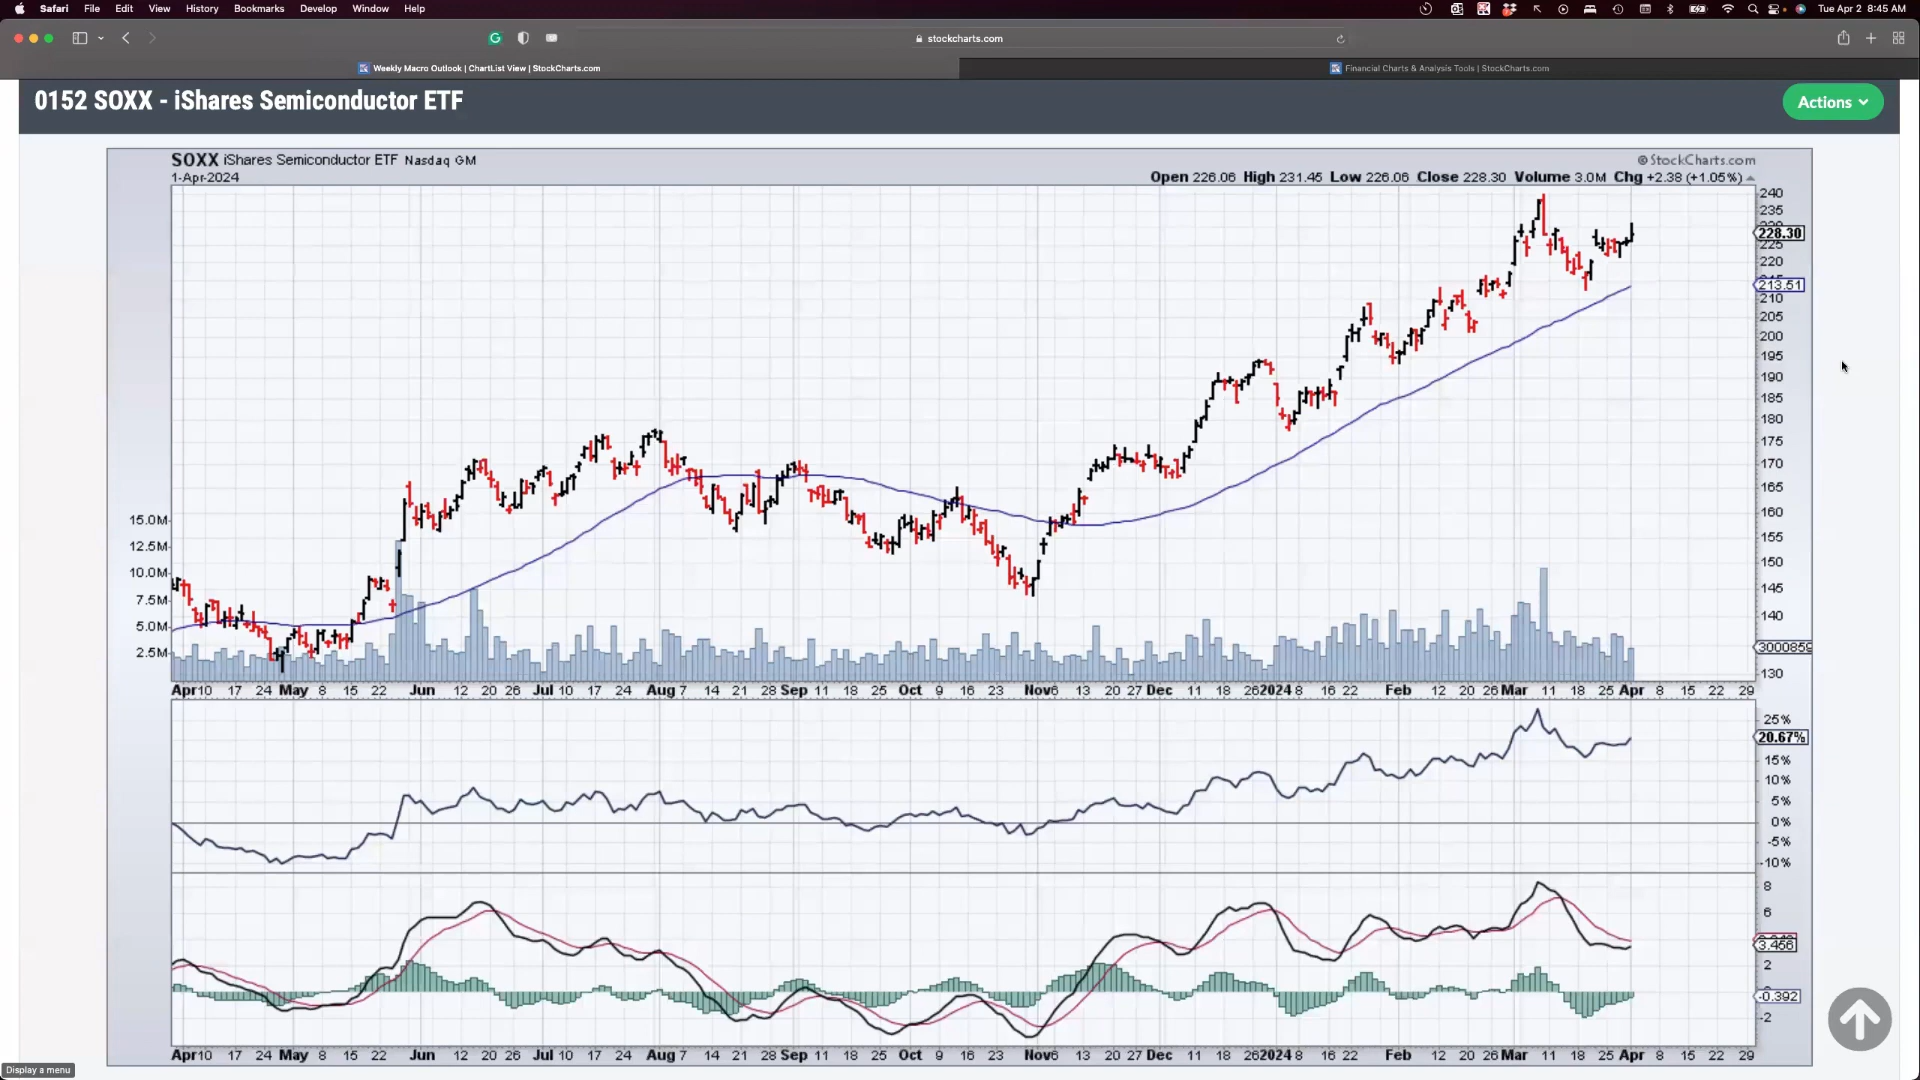 Safari File Edit View History Bookmarks Develop Window Help Tue Apr 2 8:45 AM
stockcharts.com
Weekly Macro Outlook | ChartList View | StockCharts.com Financial Charts & Analysis Tools | StockCharts.com
0152 SOXX - iShares Semiconductor ETF
Actions
SOXX iShares Semiconductor ETF Nasdaq GM © StockCharts.com
1-Apr-2024 Open 226.06 High 231.45 Low 226.06 Close 228.30 Volume 3.0M Chg +2.38 (+1.05%)
240
235
228.30
225
220
213.51
210
205
200
195
190
185
180
175
170
165
160
15.0M
155
12.5M
150
10.0M
145
7.5M
140
5.0M
2.5M
3000859
130
Apr 10 17 24 May 8 15 22 Jun 12 20 26 Jul 10 17 24 Aug 7 14 21 28 Sep 11 18 25 Oct 9 16 23 Nov 6 13 20 27 Dec 11 18 26 2024 8 16 22 Feb 12 20 26 Mar 11 18 25 Apr 8 15 22 29
25%
20.67%
15%
10%
5%
0%
-5%
-10%
8
6
3.456
2
-0.392
-2
Apr 10 17 24 May 8 15 22 Jun 12 20 26 Jul 10 17 24 Aug 7 14 21 28 Sep 11 18 25 Oct 9 16 23 Nov 6 13 20 27 Dec 11 18 26 2024 8 16 22 Feb 12 20 26 Mar 11 18 25 Apr 8 15 22 29
Display a menu